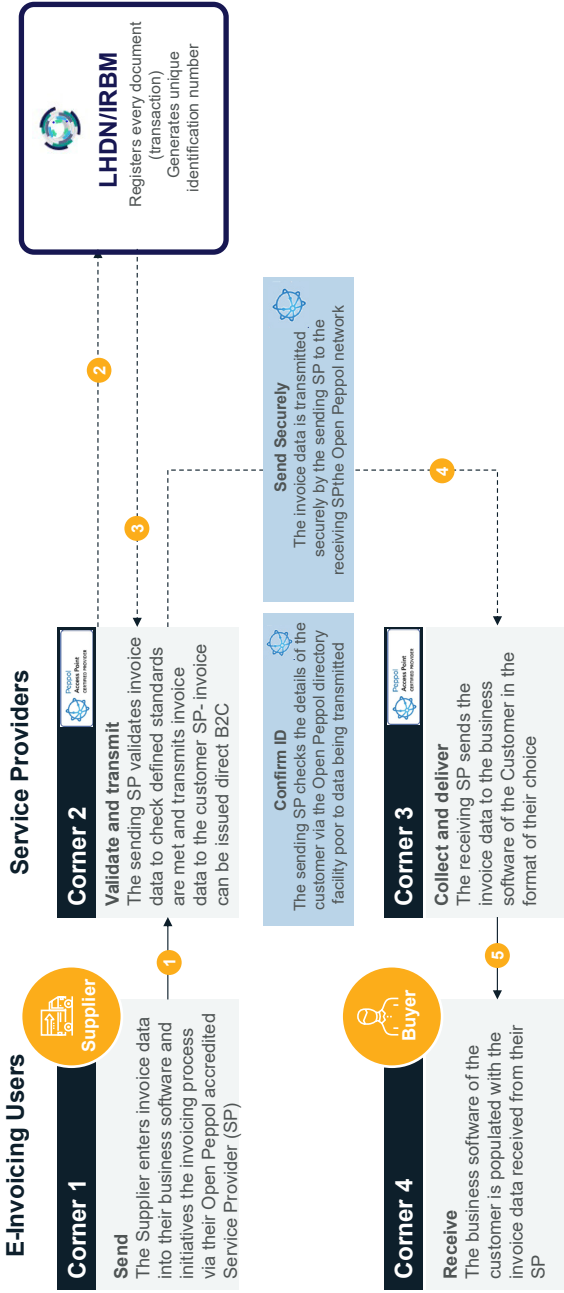 E-Invoicing Users
Service Providers
Corner 1
Supplier
Send
The Supplier enters invoice data
into their business software and
initiatives the invoicing process
via their Open Peppol accredited
Service Provider (SP)
1
Corner 2
Peppol
Access Point
CERTIFIED PROVIDER
Validate and transmit
The sending SP validates invoice
data to check defined standards
are met and transmits invoice
data to the customer SP- invoice
can be issued direct B2C
2
3
LHDN/IRBM
Registers every document
(transaction)
Generates unique
identification number
Confirm ID
The sending SP checks the details of the
customer via the Open Peppol directory
facility poor to data being transmitted
Send Securely
The invoice data is transmitted
securely by the sending SP to the
receiving SPthe Open Peppol network
4
Corner 4
Buyer
Receive
The business software of the
customer is populated with the
invoice data received from their
SP
5
Corner 3
Peppol
Access Point
CERTIFIED PROVIDER
Collect and deliver
The receiving SP sends the
invoice data to the business
software of the Customer in the
format of their choice